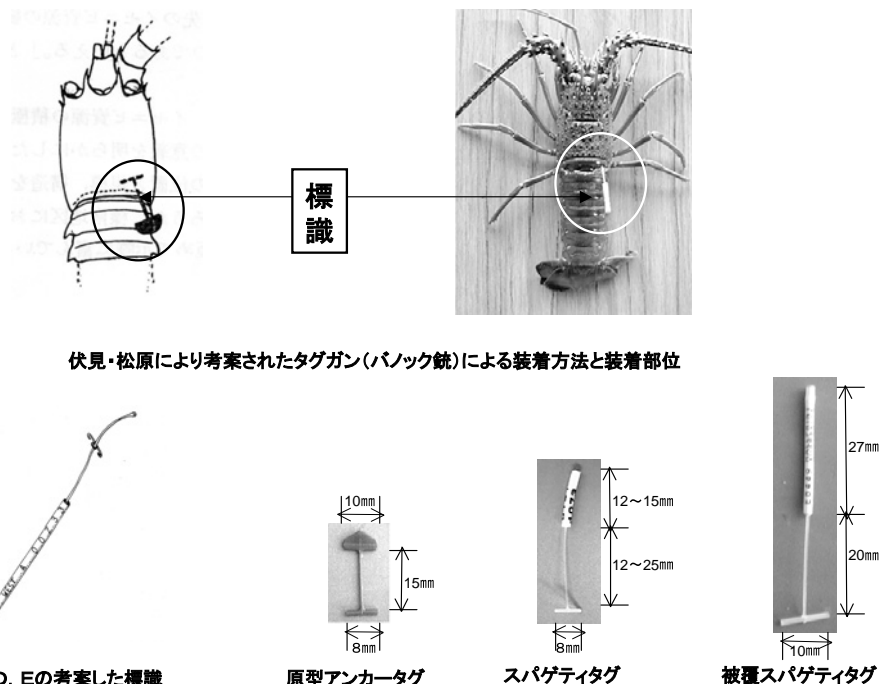 標
識
伏見・松原により考案されたタグガン（バノック銃）による装着方法と装着部位
10㎜
15㎜
8㎜
12～15㎜
12～25㎜
8㎜
27㎜
20㎜
10㎜
Eの考案した標識
原型アンカータグ
スパゲティタグ
被覆スパゲティタグ